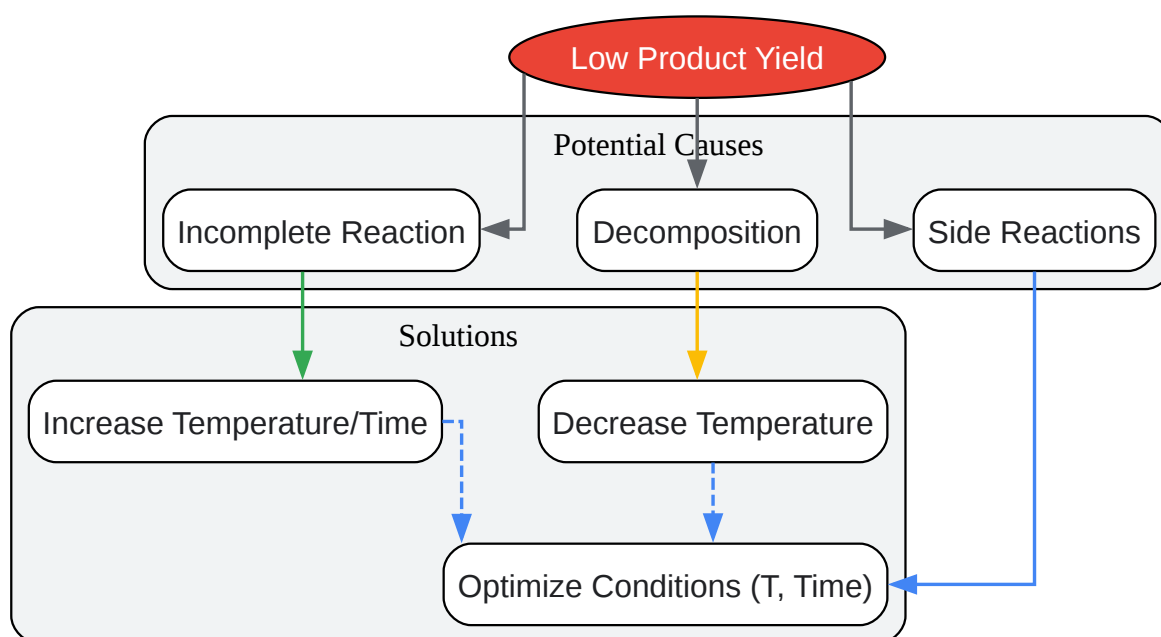 Low Product Yield
Potential Causes
Incomplete Reaction
Decomposition
Side Reactions
Solutions
Increase Temperature/Time
Decrease Temperature
Optimize Conditions (T, Time)